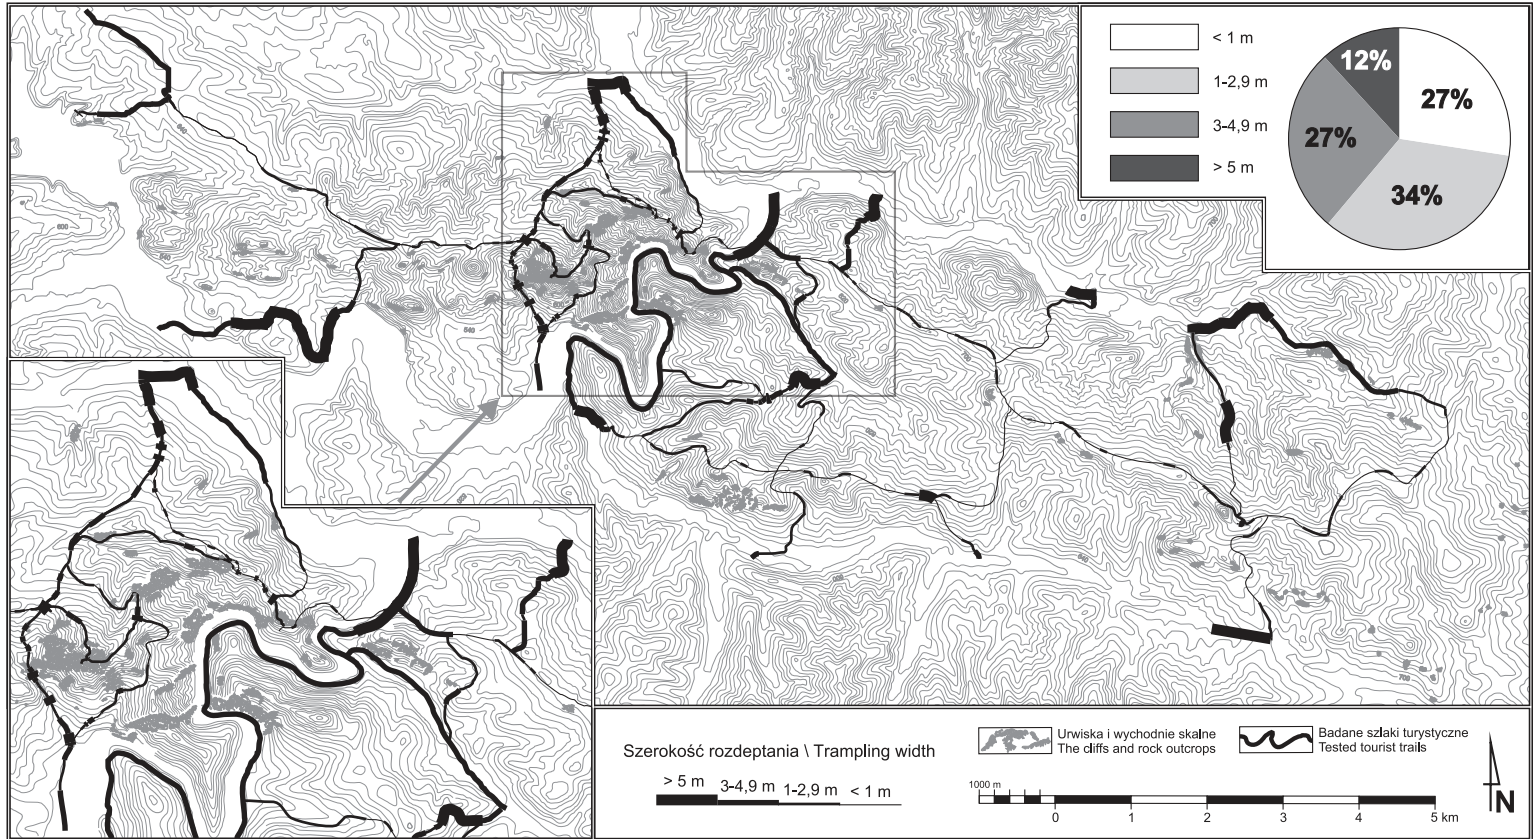 < 1 m
1-2,9 m
3-4,9 m
> 5 m
12%
27%
27%
34%
Szerokość rozdeptania \ Trampling width
> 5 m 3-4,9 m 1-2,9 m < 1 m
Urwiska i wychodnie skalne
The cliffs and rock outcrops
Badane szlaki turystyczne
Tested tourist trails
1000 m
0 1 2 3 4 5 km
N